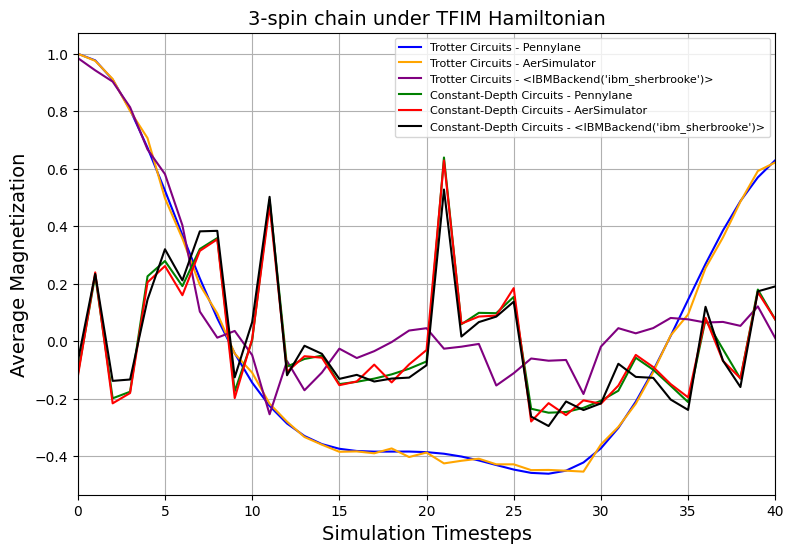 3-spin chain under TFIM Hamiltonian
Trotter Circuits - Pennylane
Trotter Circuits - AerSimulator
Trotter Circuits - <IBMBackend('ibm_sherbrooke')>
Constant-Depth Circuits - Pennylane
Constant-Depth Circuits - AerSimulator
Constant-Depth Circuits - <IBMBackend('ibm_sherbrooke')>
Average Magnetization
1.0
0.8
0.6
0.4
0.2
0.0
−0.2
−0.4
0 5 10 15 20 25 30 35 40
Simulation Timesteps